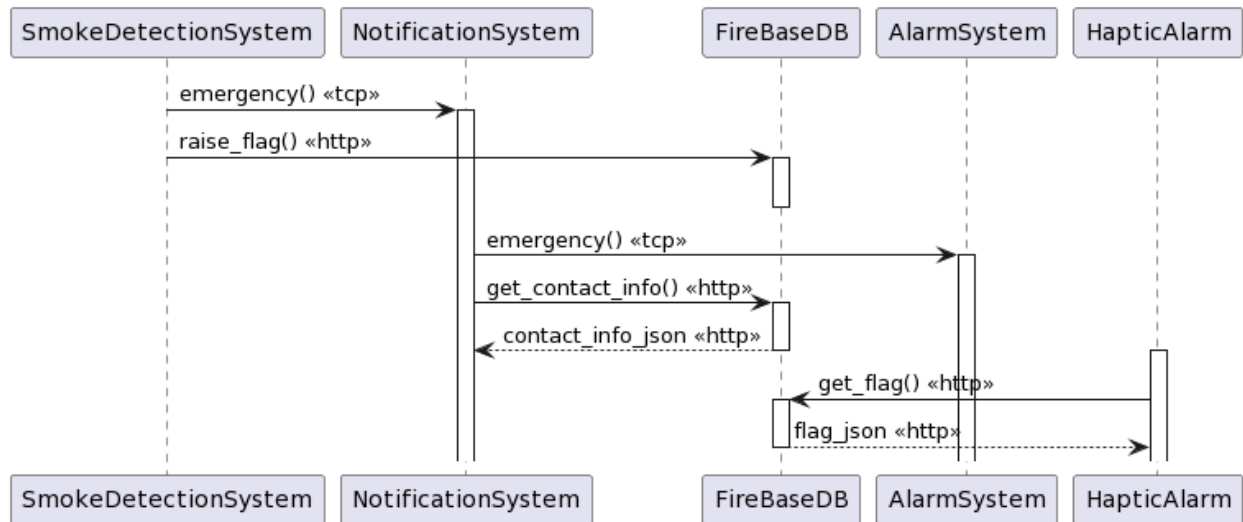 SmokeDetectionSystem NotificationSystem FireBaseDB AlarmSystem HapticAlarm
emergency() «tcp»
raise_flag() «http»
emergency() «tcp»
get_contact_info() «http»
contact_info_json «http»
get_flag() «http»
flag_json «http»
SmokeDetectionSystem NotificationSystem FireBaseDB AlarmSystem HapticAlarm